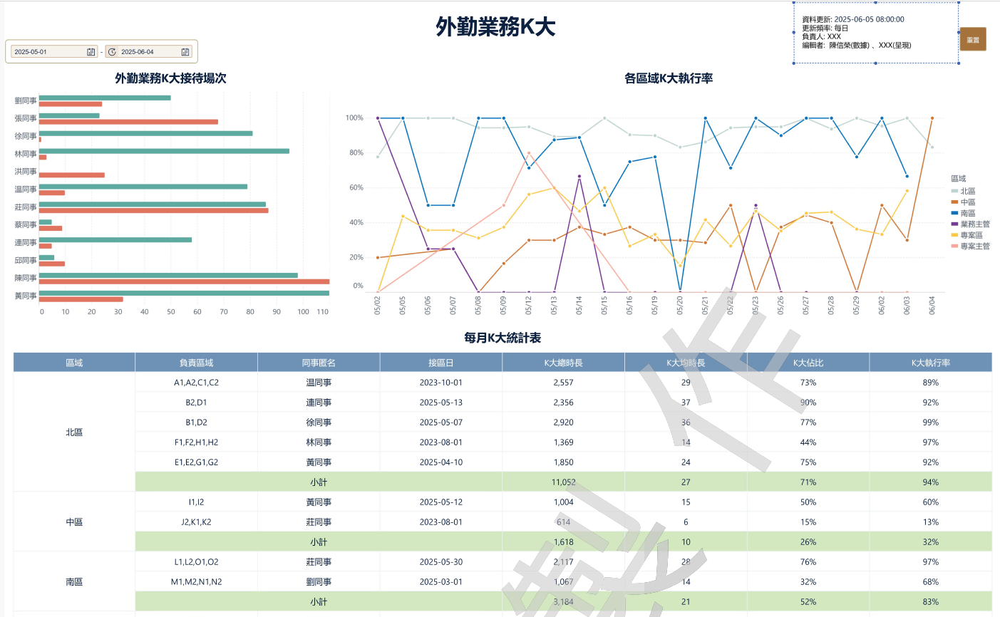 外勤業務K大
資料更新: 2025-06-05 08:00:00
更新頻率: 每日
負責人: XXX
編輯者: 陳信榮(數據) 、XXX(呈現)
重置
2025-05-01 - 2025-06-04
外勤業務K大接待場次
劉同事
張同事
徐同事
林同事
洪同事
温同事
莊同事
蔡同事
連同事
邱同事
陳同事
黃同事
0 10 20 30 40 50 60 70 80 90 100 110
各區域K大執行率
100%
80%
60%
40%
20%
0%
05/02 05/05 05/06 05/07 05/08 05/09 05/12 05/13 05/14 05/15 05/16 05/19 05/20 05/21 05/22 05/23 05/26 05/27 05/28 05/29 06/02 06/03 06/04
區域
北區
中區
南區
業務主管
專案區
專案主管
每月K大統計表
區域 負責區域 同事匿名 接區日 K大總時長 K大均時長 K大佔比 K大執行率
北區
A1,A2,C1,C2 温同事 2023-10-01 2,557 29 73% 89%
B2,D1 連同事 2025-05-13 2,356 37 90% 92%
B1,D2 徐同事 2025-05-07 2,920 36 77% 99%
F1,F2,H1,H2 林同事 2023-08-01 1,369 14 44% 97%
E1,E2,G1,G2 黃同事 2025-04-10 1,850 24 75% 92%
小計 11,052 27 71% 94%
中區
I1,I2 黃同事 2025-05-12 1,004 15 50% 60%
J2,K1,K2 莊同事 2023-08-01 614 6 15% 13%
小計 1,618 10 26% 32%
南區
L1,L2,O1,O2 莊同事 2025-05-30 2,117 28 76% 97%
M1,M2,N1,N2 劉同事 2025-03-01 1,067 14 32% 68%
小計 3,184 21 52% 83%
製作